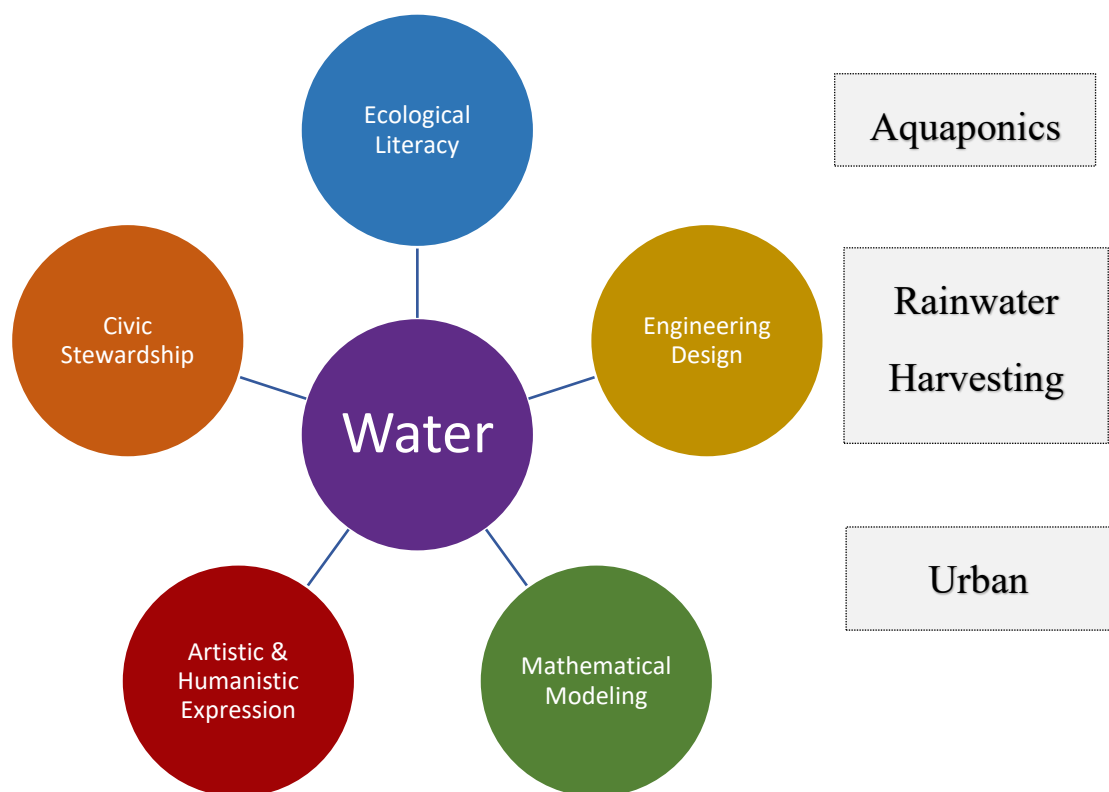 Ecological
Literacy
Aquaponics
Civic
Stewardship
Engineering
Design
Rainwater
Harvesting
Water
Urban
Artistic &
Humanistic
Expression
Mathematical
Modeling